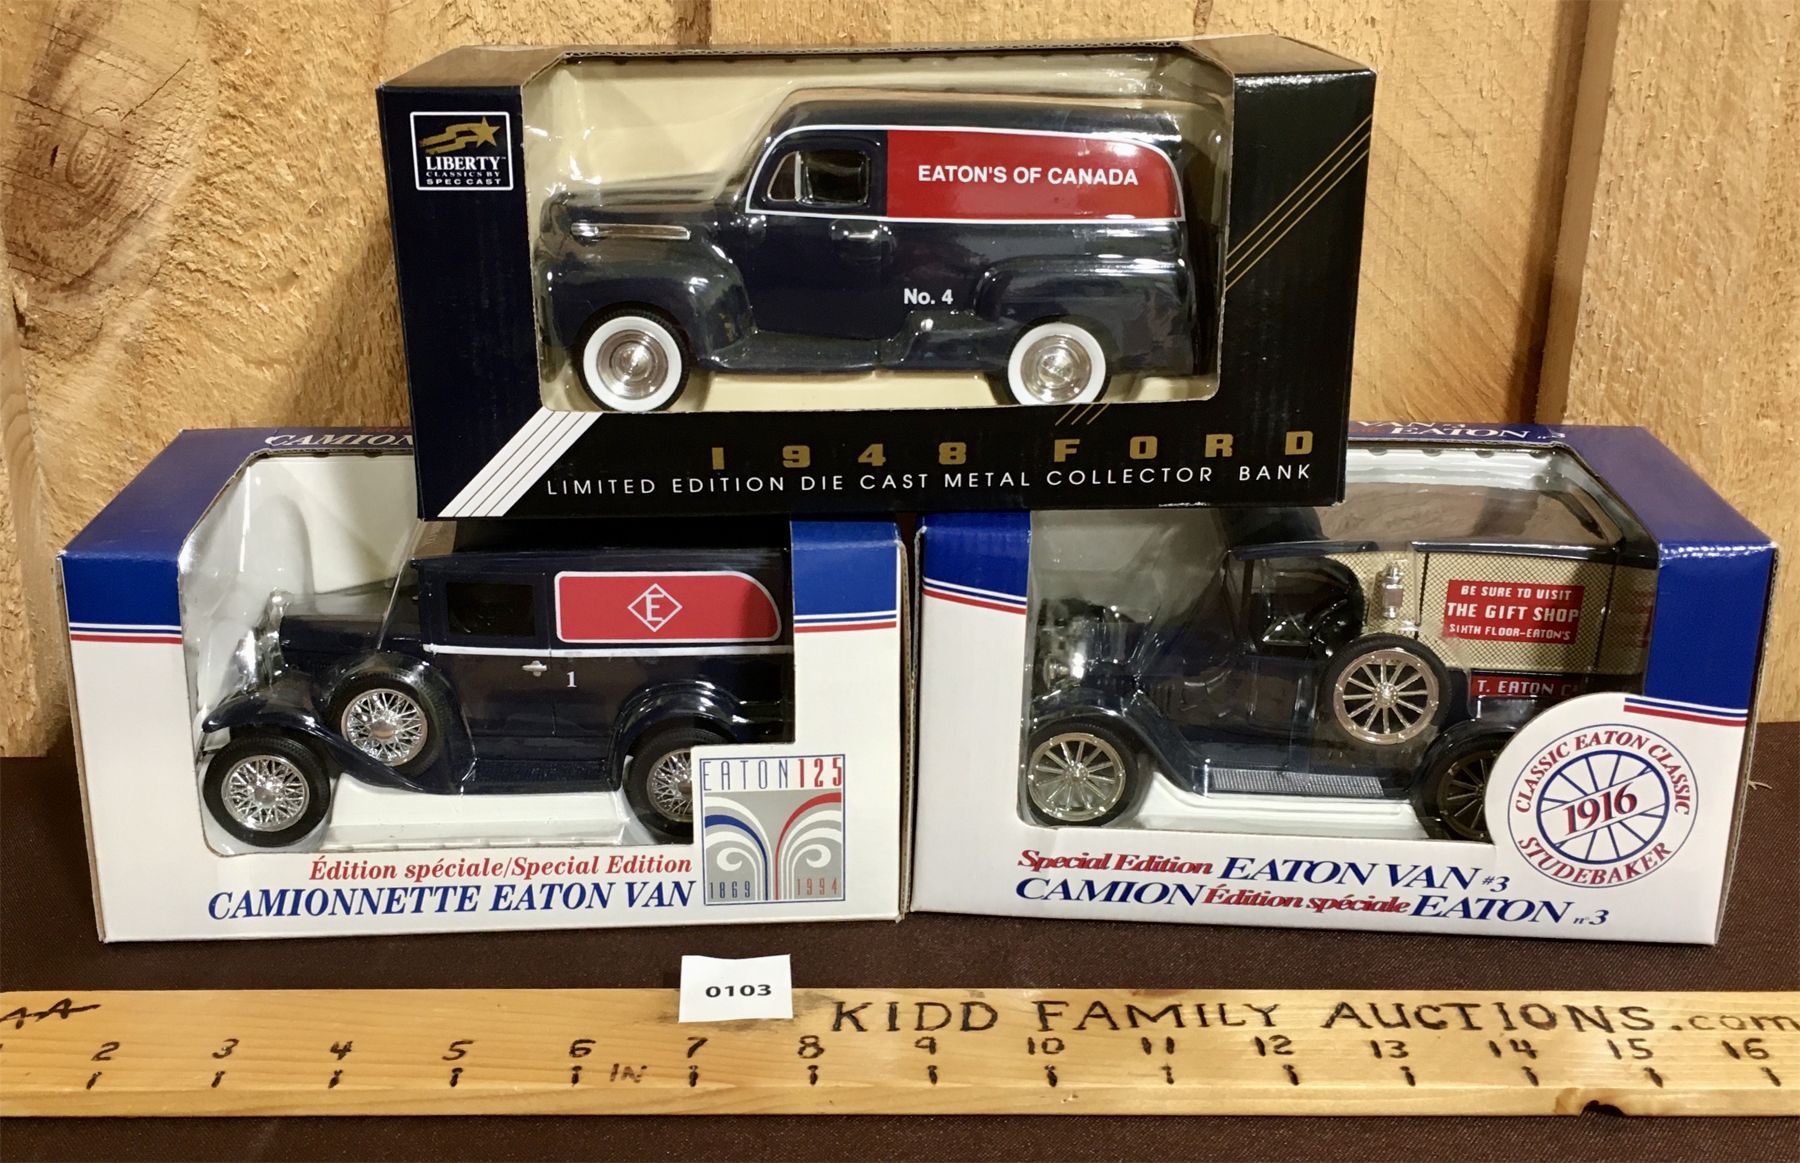 LIBERTY
CLASSICS BY
SPEC CAST
EATON'S OF CANADA
No. 4
1948 FORD
LIMITED EDITION DIE CAST METAL COLLECTOR BANK
CAMION
E
1
EATON 125
1869 1994
Édition spéciale/Special Edition
CAMIONNETTE EATON VAN
EATON n°3
BE SURE TO VISIT
THE GIFT SHOP
SIXTH FLOOR-EATON'S
T. EATON
CLASSIC EATON CLASSIC
1916
STUDEBAKER
Special Edition EATON VAN #3
CAMION Édition spéciale EATON n°3
0103
KIDD FAMILY AUCTIONS.com
2 3 4 5 6 IN 7 8 9 10 11 12 13 14 15 16